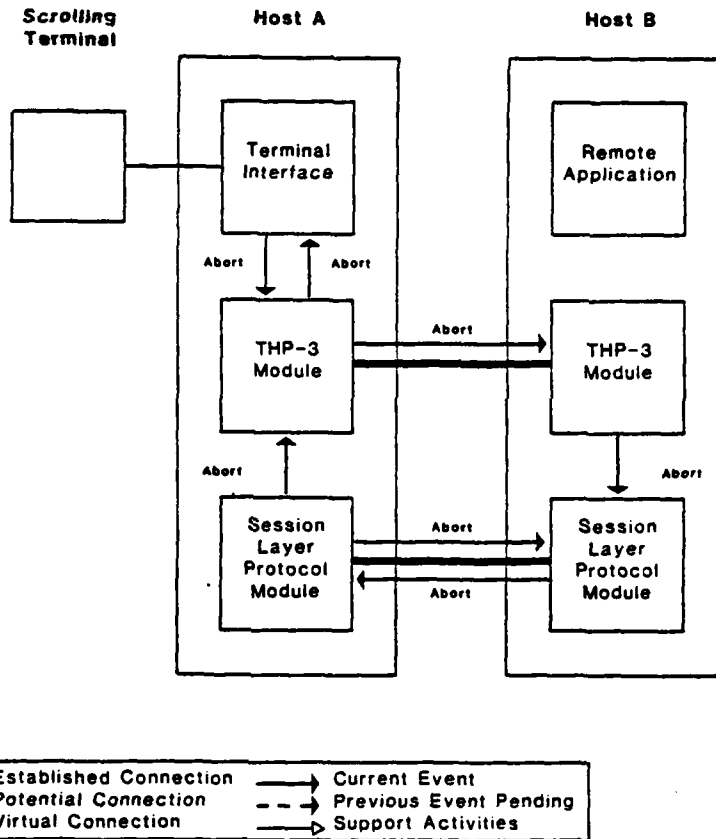 Scrolling
Terminal
Host A
Host B
Terminal
Interface
Remote
Application
Abort
Abort
THP-3
Module
Abort
THP-3
Module
Abort
Abort
Session
Layer
Protocol
Module
Abort
Abort
Session
Layer
Protocol
Module
Established Connection
Current Event
Potential Connection
Previous Event Pending
Virtual Connection
Support Activities